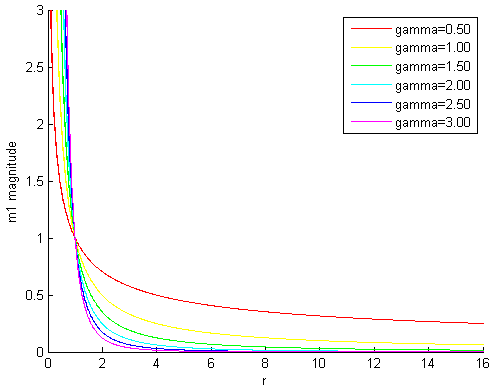 3
2.5
2
1.5
1
0.5
0
m1 magnitude
gamma=0.50
gamma=1.00
gamma=1.50
gamma=2.00
gamma=2.50
gamma=3.00
0 2 4 6 8 10 12 14 16
r